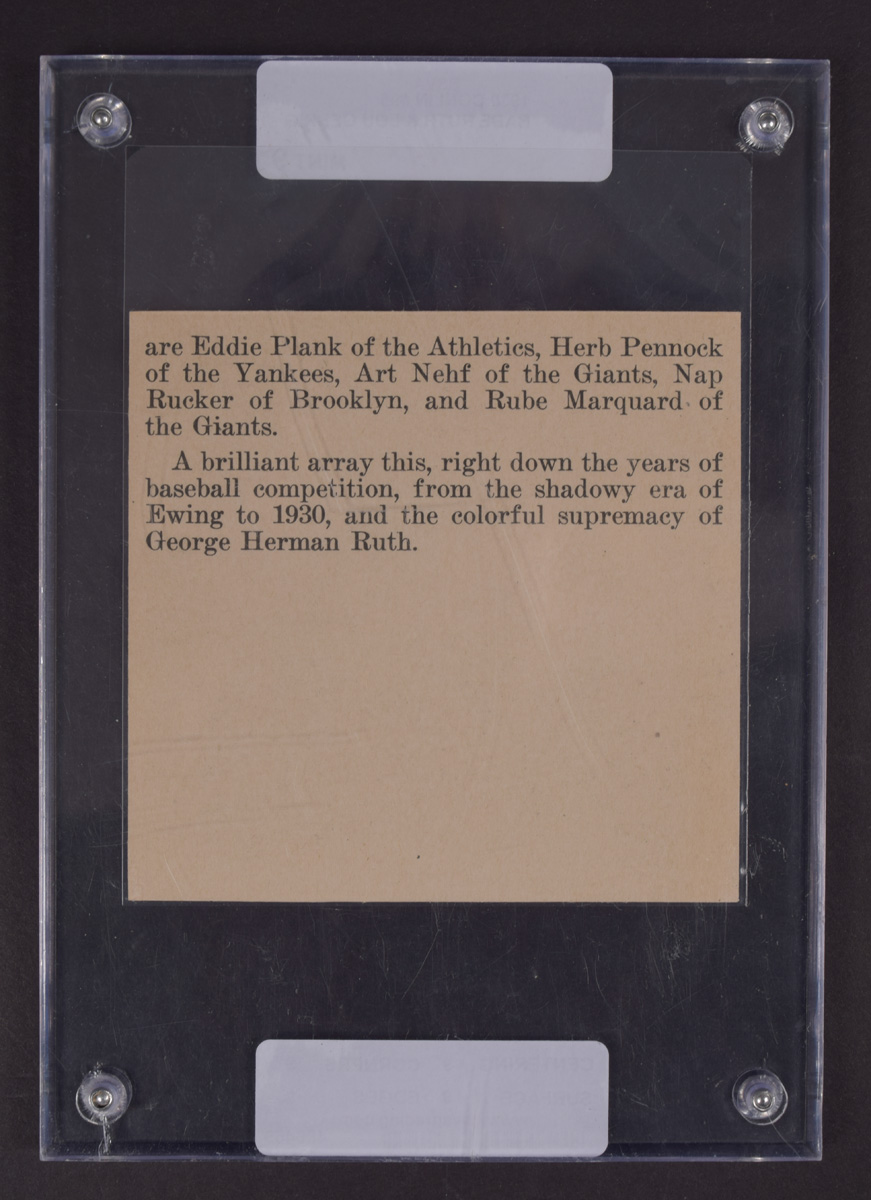 are Eddie Plank of the Athletics, Herb Pennock
of the Yankees, Art Nehf of the Giants, Nap
Rucker of Brooklyn, and Rube Marquard of
the Giants.
A brilliant array this, right down the years of
baseball competition, from the shadowy era of
Ewing to 1930, and the colorful supremacy of
George Herman Ruth.